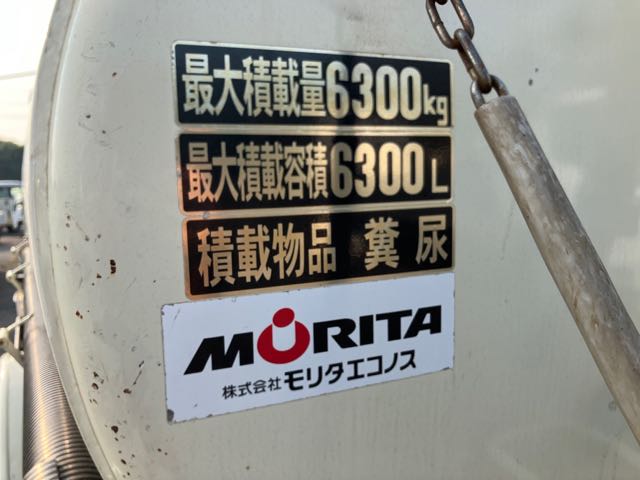 最大積載量6300kg
最大積載容積6300L
積載物品 糞尿
MORITA
株式会社モリタエコノス